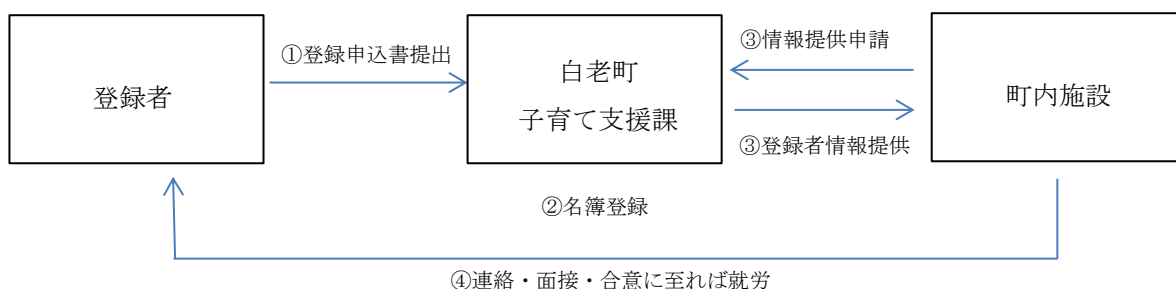 ①登録申込書提出
③情報提供申請
登録者
白老町
子育て支援課
町内施設
③登録者情報提供
②名簿登録
④連絡・面接・合意に至れば就労